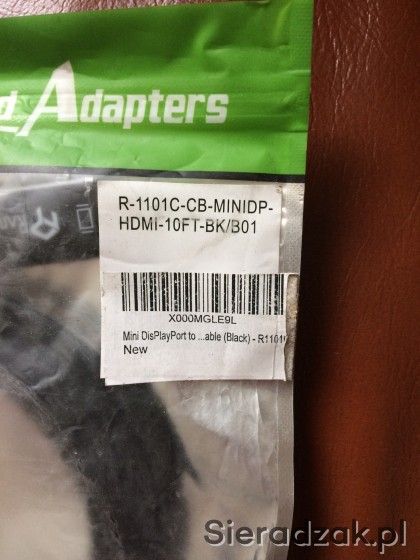 d Adapters
R-1101C-CB-MINIDP-
HDMI-10FT-BK/B01
X000MGLE9L
Mini DisPlayPort to ...able (Black) - R1101
New
Sieradzak.pl